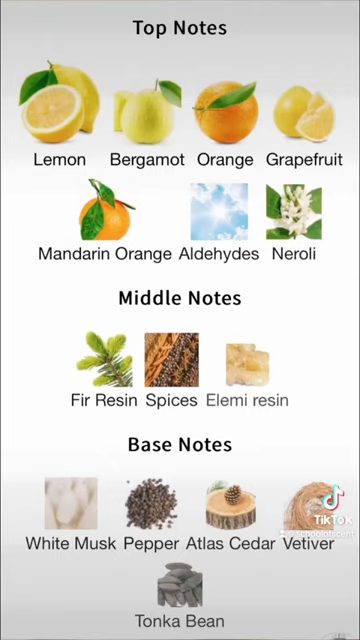 Top Notes
Lemon Bergamot Orange Grapefruit
Mandarin Orange Aldehydes Neroli
Middle Notes
Fir Resin Spices Elemi resin
Base Notes
TikTok
White Musk Pepper Atlas Cedar Vetiver
Tonka Bean